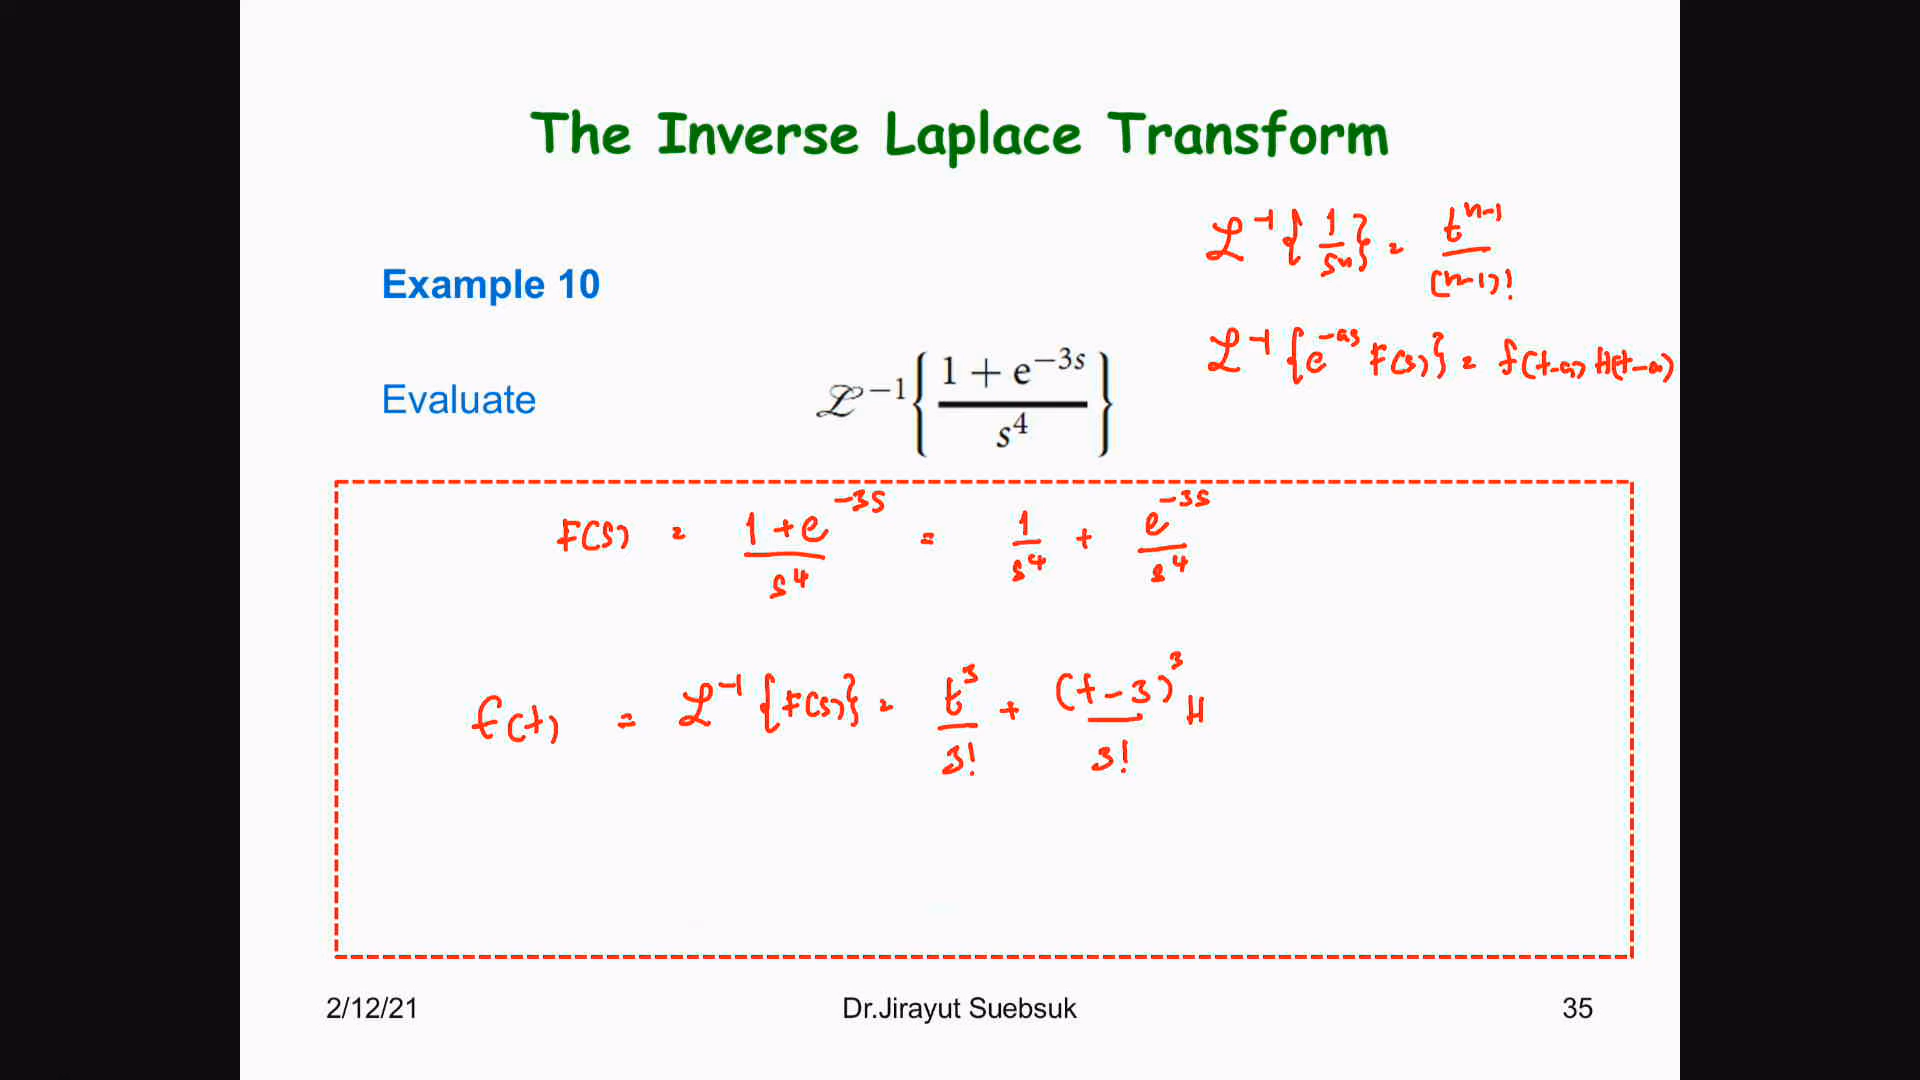 The Inverse Laplace Transform
ℒ⁻¹{1/sⁿ} = tⁿ⁻¹/(n-1)!
Example 10
ℒ⁻¹{e^(-as) F(s)} = f(t-a) H(t-a)
Evaluate ℒ⁻¹{(1 + e^(-3s))/s⁴}
F(s) = (1+e^(-3s))/s⁴ = 1/s⁴ + e^(-3s)/s⁴
f(t) = ℒ⁻¹{F(s)} = t³/3! + (t-3)³/3! H
2/12/21 Dr.Jirayut Suebsuk 35